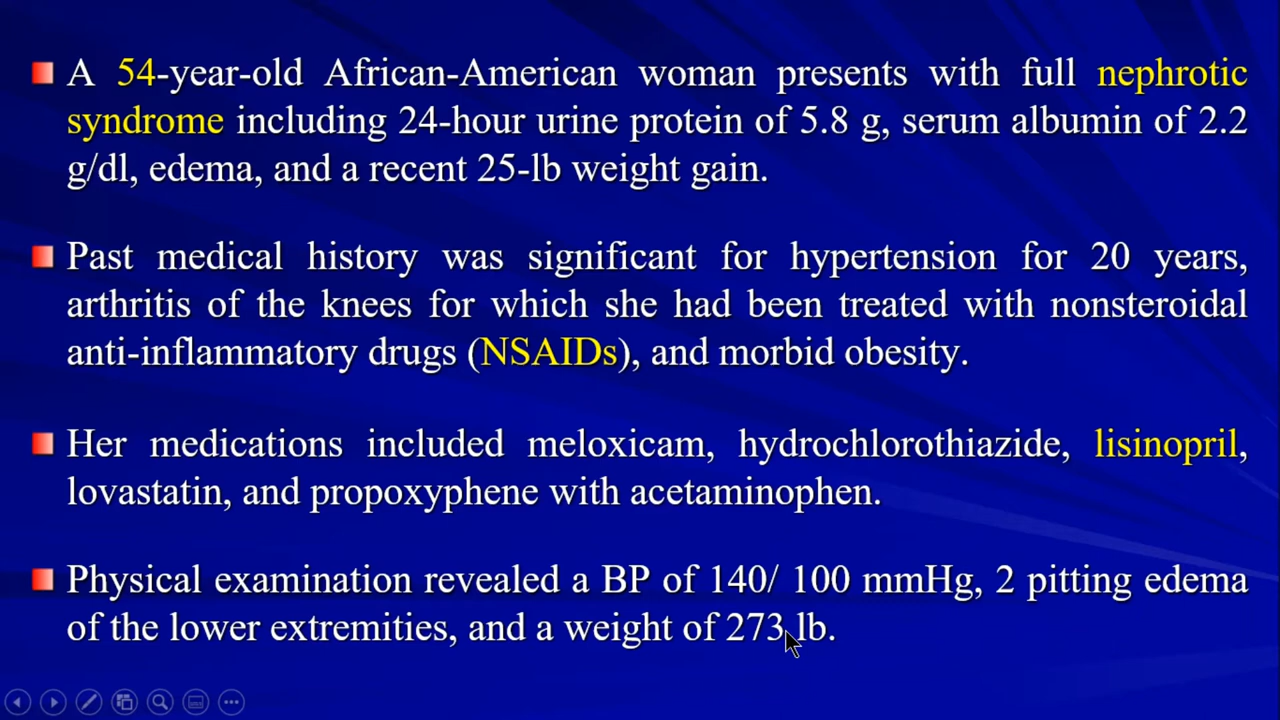 A 54-year-old African-American woman presents with full nephrotic
syndrome including 24-hour urine protein of 5.8 g, serum albumin of 2.2
g/dl, edema, and a recent 25-lb weight gain.
Past medical history was significant for hypertension for 20 years,
arthritis of the knees for which she had been treated with nonsteroidal
anti-inflammatory drugs (NSAIDs), and morbid obesity.
Her medications included meloxicam, hydrochlorothiazide, lisinopril,
lovastatin, and propoxyphene with acetaminophen.
Physical examination revealed a BP of 140/ 100 mmHg, 2 pitting edema
of the lower extremities, and a weight of 273 lb.